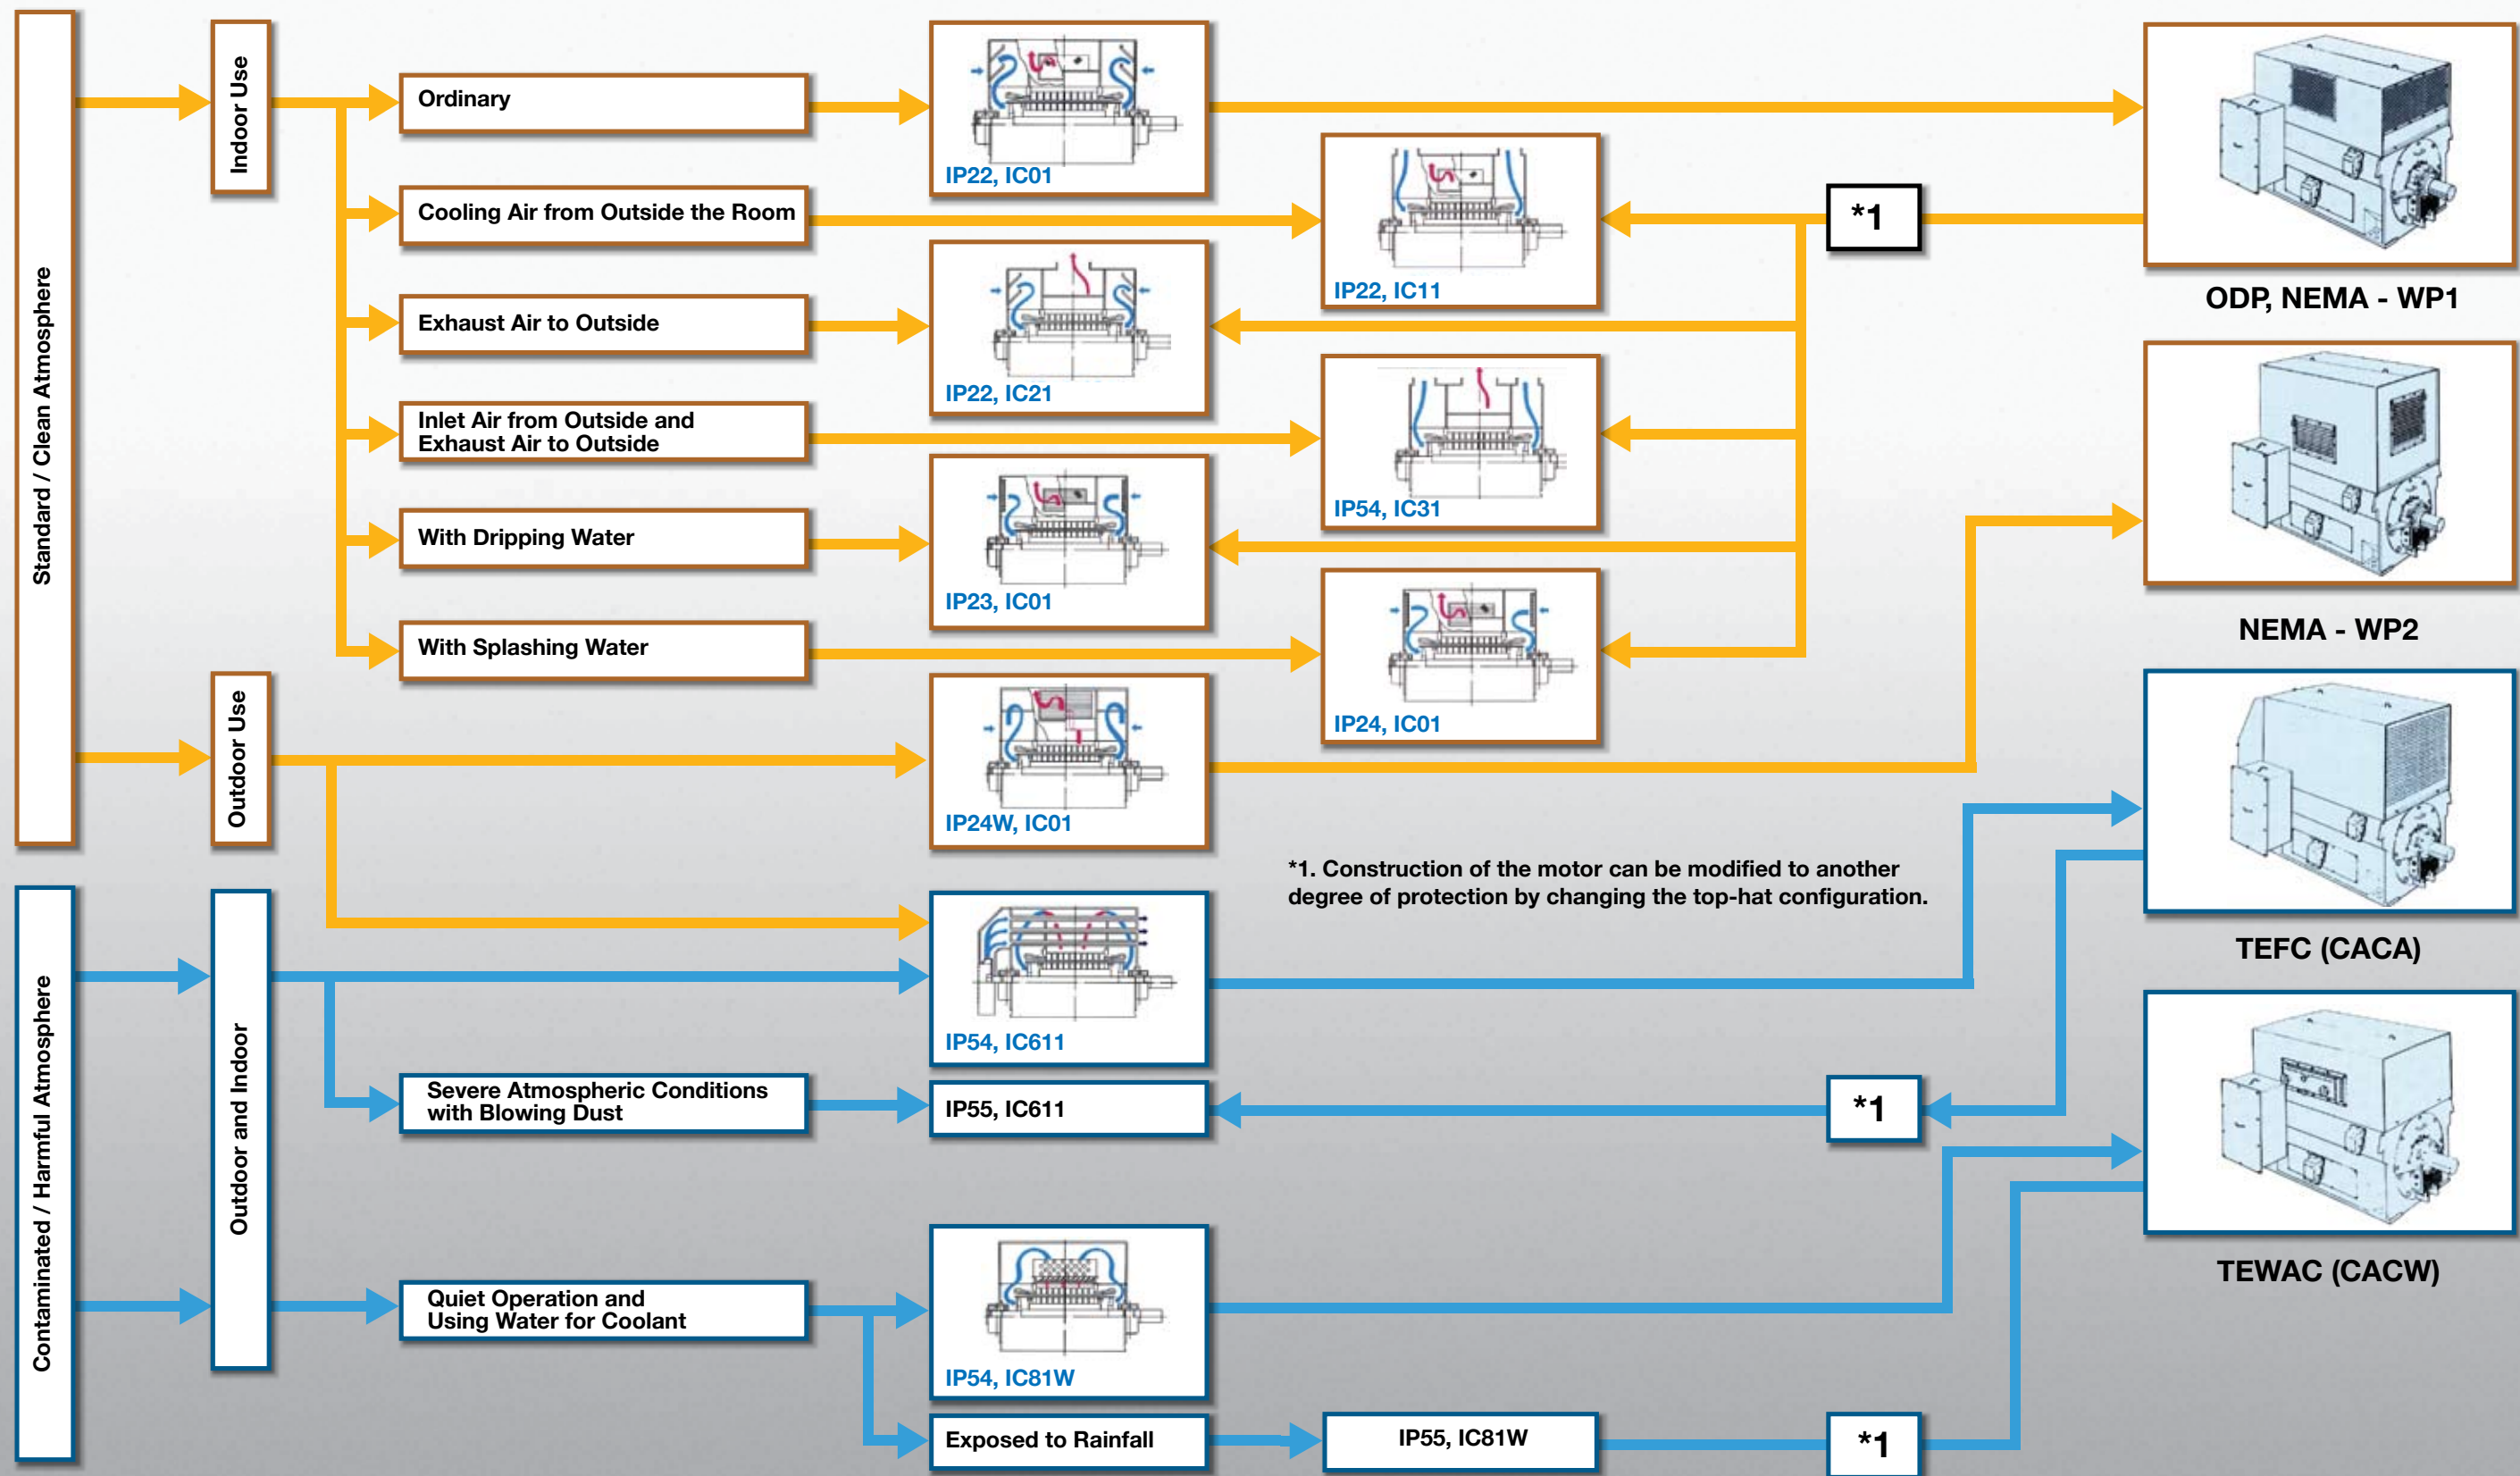 Standard / Clean Atmosphere
Indoor Use
Ordinary
IP22, IC01
Cooling Air from Outside the Room
IP22, IC11
*1
ODP, NEMA - WP1
Exhaust Air to Outside
IP22, IC21
Inlet Air from Outside and
Exhaust Air to Outside
IP54, IC31
With Dripping Water
IP23, IC01
With Splashing Water
IP24, IC01
NEMA - WP2
Outdoor Use
IP24W, IC01
*1. Construction of the motor can be modified to another
degree of protection by changing the top-hat configuration.
Contaminated / Harmful Atmosphere
Outdoor and Indoor
IP54, IC611
TEFC (CACA)
Severe Atmospheric Conditions
with Blowing Dust
IP55, IC611
*1
Quiet Operation and
Using Water for Coolant
IP54, IC81W
TEWAC (CACW)
Exposed to Rainfall
IP55, IC81W
*1